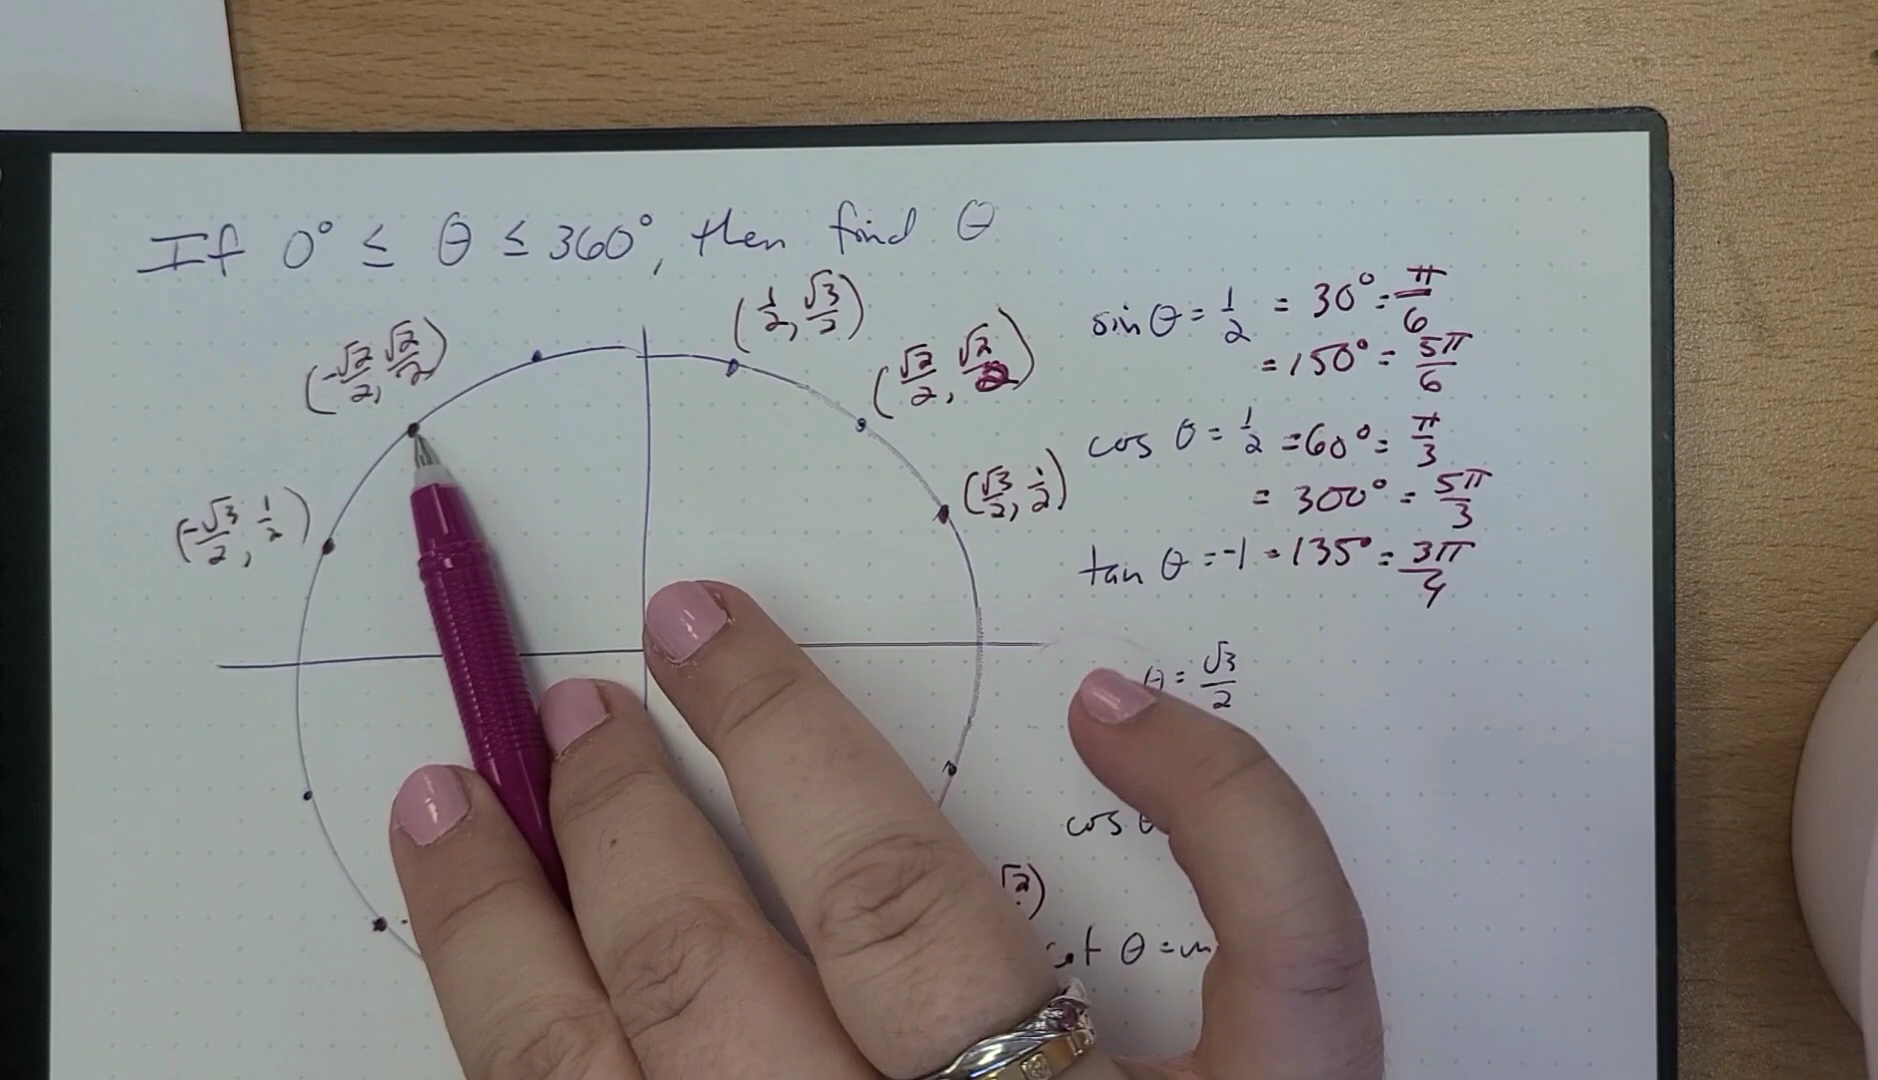 If 0° ≤ θ ≤ 360°, then find θ
(1/2, √3/2)
(-√2/2, √2/2)
(√2/2, √2/2)
(√3/2, 1/2)
(-√3/2, 1/2)
sin θ = 1/2 = 30° = π/6
= 150° = 5π/6
cos θ = 1/2 = 60° = π/3
= 300° = 5π/3
tan θ = -1 = 135° = 3π/4
θ = √3/2
cos θ
√2)
θ =